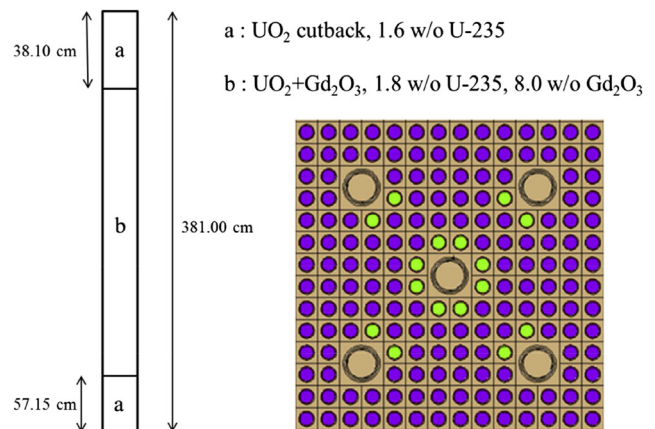 38.10 cm
a
b
381.00 cm
57.15 cm
a
a : UO₂ cutback, 1.6 w/o U-235
b : UO₂+Gd₂O₃, 1.8 w/o U-235, 8.0 w/o Gd₂O₃